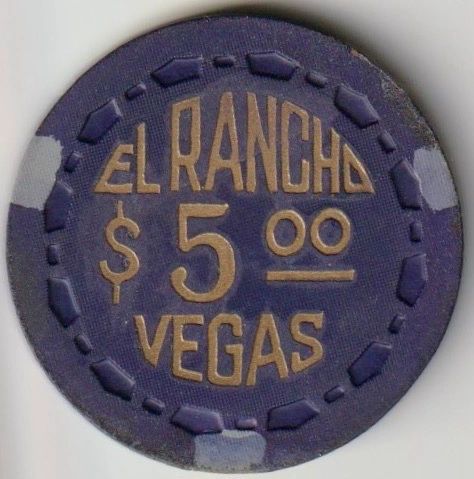 EL RANCHO
$5.00
VEGAS